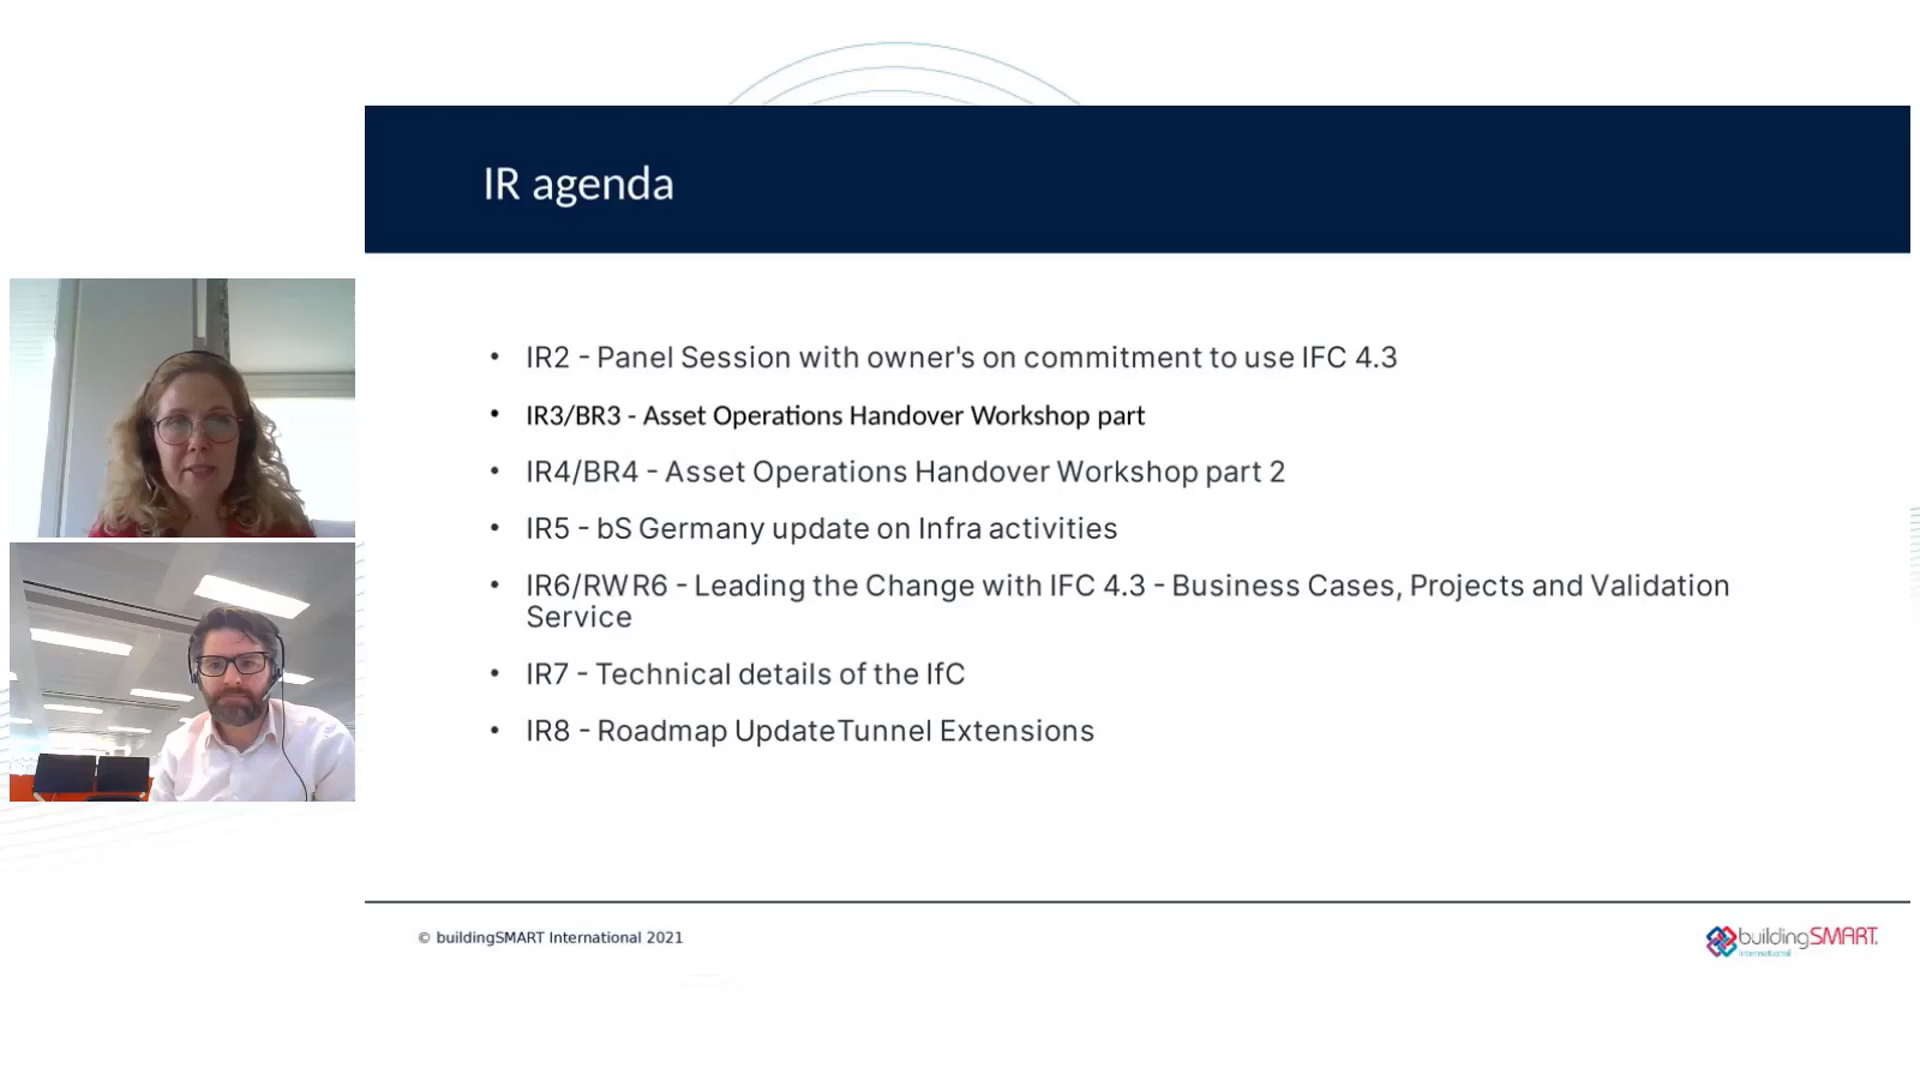 IR agenda
• IR2 - Panel Session with owner's on commitment to use IFC 4.3
• IR3/BR3 - Asset Operations Handover Workshop part
• IR4/BR4 - Asset Operations Handover Workshop part 2
• IR5 - bS Germany update on Infra activities
• IR6/RWR6 - Leading the Change with IFC 4.3 - Business Cases, Projects and Validation
Service
• IR7 - Technical details of the IfC
• IR8 - Roadmap UpdateTunnel Extensions
© buildingSMART International 2021
buildingSMART.
International